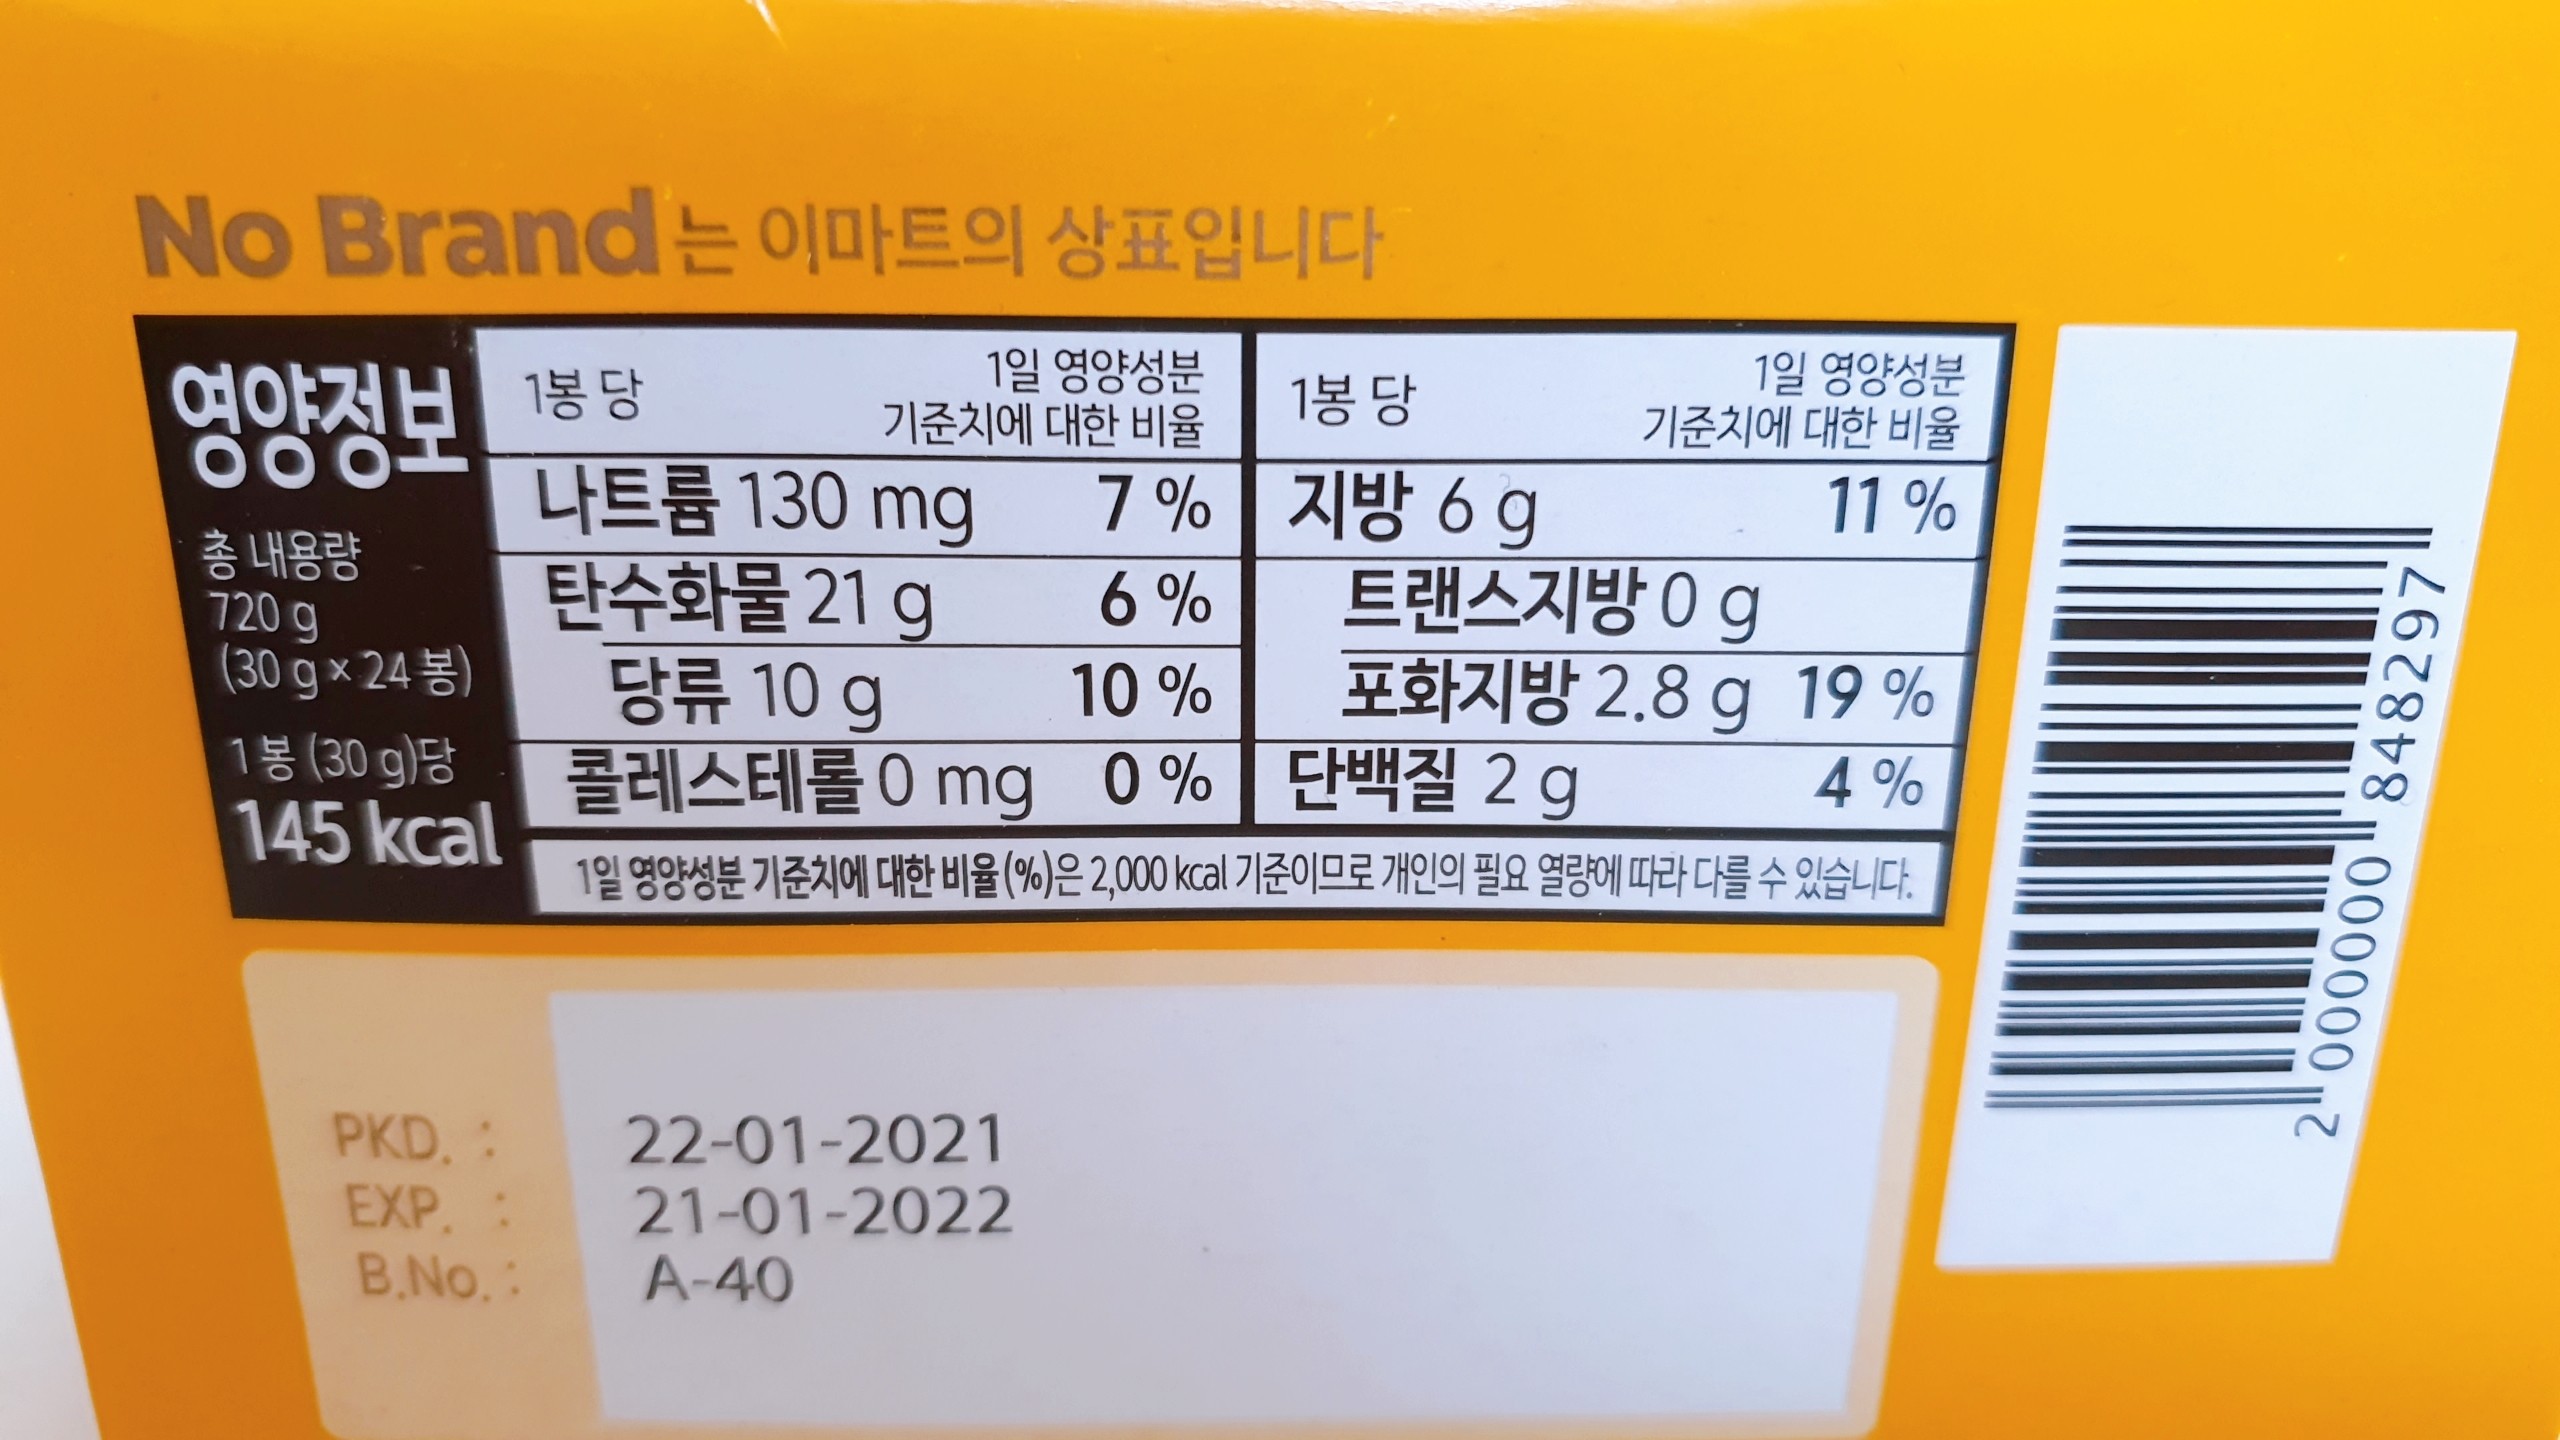 No Brand는 이마트의 상표입니다
영양정보
총 내용량
720 g
(30 g×24봉)
1봉 (30 g)당
145 kcal
1봉 당 1일 영양성분
기준치에 대한 비율
나트륨 130 mg 7 %
탄수화물 21 g 6 %
당류 10 g 10 %
콜레스테롤 0 mg 0 %
1봉 당 1일 영양성분
기준치에 대한 비율
지방 6 g 11 %
트랜스지방 0 g
포화지방 2.8 g 19 %
단백질 2 g 4 %
1일 영양성분 기준치에 대한 비율(%)은 2,000 kcal 기준이므로 개인의 필요 열량에 따라 다를 수 있습니다.
PKD. : 22-01-2021
EXP. : 21-01-2022
B.No. : A-40
2 000000 848297